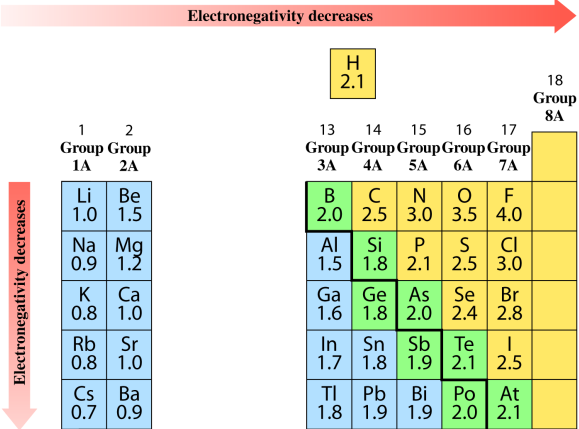 Electronegativity decreases
H
2.1
18
Group
8A
1 2 13 14 15 16 17
Group Group Group Group Group Group Group
1A 2A 3A 4A 5A 6A 7A
Electronegativity decreases
Li Be B C N O F
1.0 1.5 2.0 2.5 3.0 3.5 4.0
Na Mg Al Si P S Cl
0.9 1.2 1.5 1.8 2.1 2.5 3.0
K Ca Ga Ge As Se Br
0.8 1.0 1.6 1.8 2.0 2.4 2.8
Rb Sr In Sn Sb Te I
0.8 1.0 1.7 1.8 1.9 2.1 2.5
Cs Ba Tl Pb Bi Po At
0.7 0.9 1.8 1.9 1.9 2.0 2.1